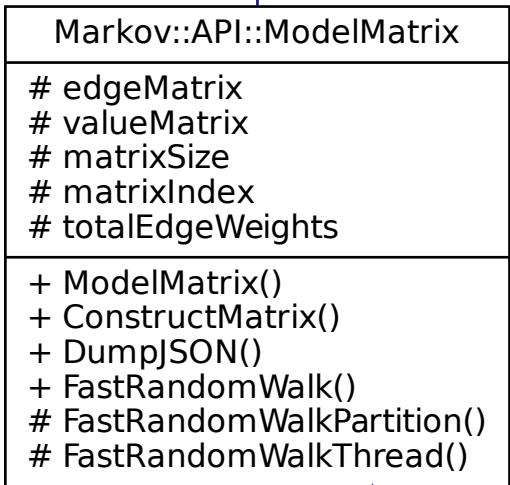 Markov::API::ModelMatrix
# edgeMatrix
# valueMatrix
# matrixSize
# matrixIndex
# totalEdgeWeights
+ ModelMatrix()
+ ConstructMatrix()
+ DumpJSON()
+ FastRandomWalk()
# FastRandomWalkPartition()
# FastRandomWalkThread()